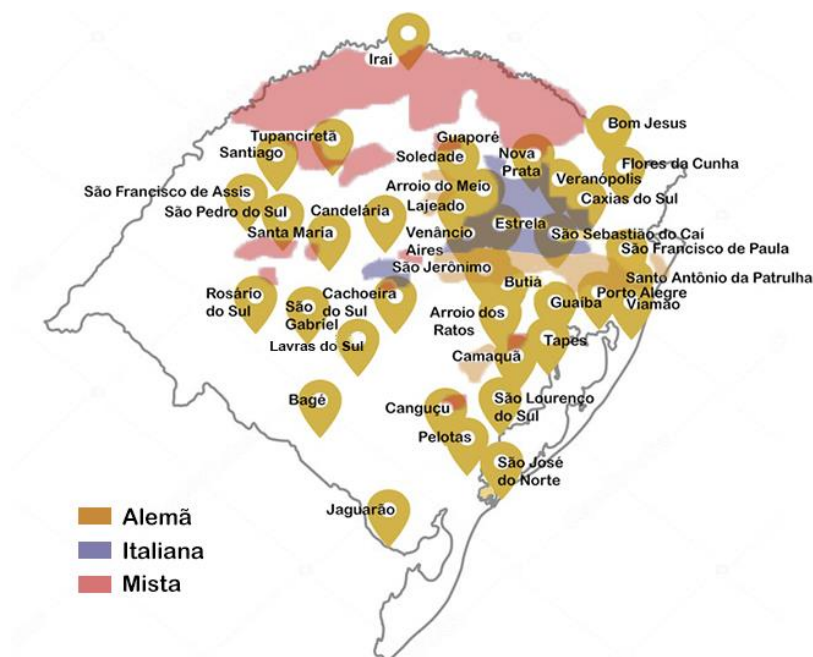 Iraí
Bom Jesus
Tupanciretã
Guaporé
Santiago
Soledade
Nova
Prata
Flores da Cunha
Veranópolis
São Francisco de Assis
Arroio do Meio
Caxias do Sul
São Pedro do Sul
Candelária
Lajeado
Estrela
Santa Maria
Venâncio
Aires
São Sebastião do Caí
São Francisco de Paula
São Jerônimo
Butiá
Santo Antônio da Patrulha
Rosário
do Sul
São
Gabriel
Cachoeira
do Sul
Guaíba
Porto Alegre
Viamão
Arroio dos
Ratos
Lavras do Sul
Tapes
Camaquã
Bagé
Canguçu
São Lourenço
do Sul
Pelotas
São José
do Norte
Jaguarão
Alemã
Italiana
Mista